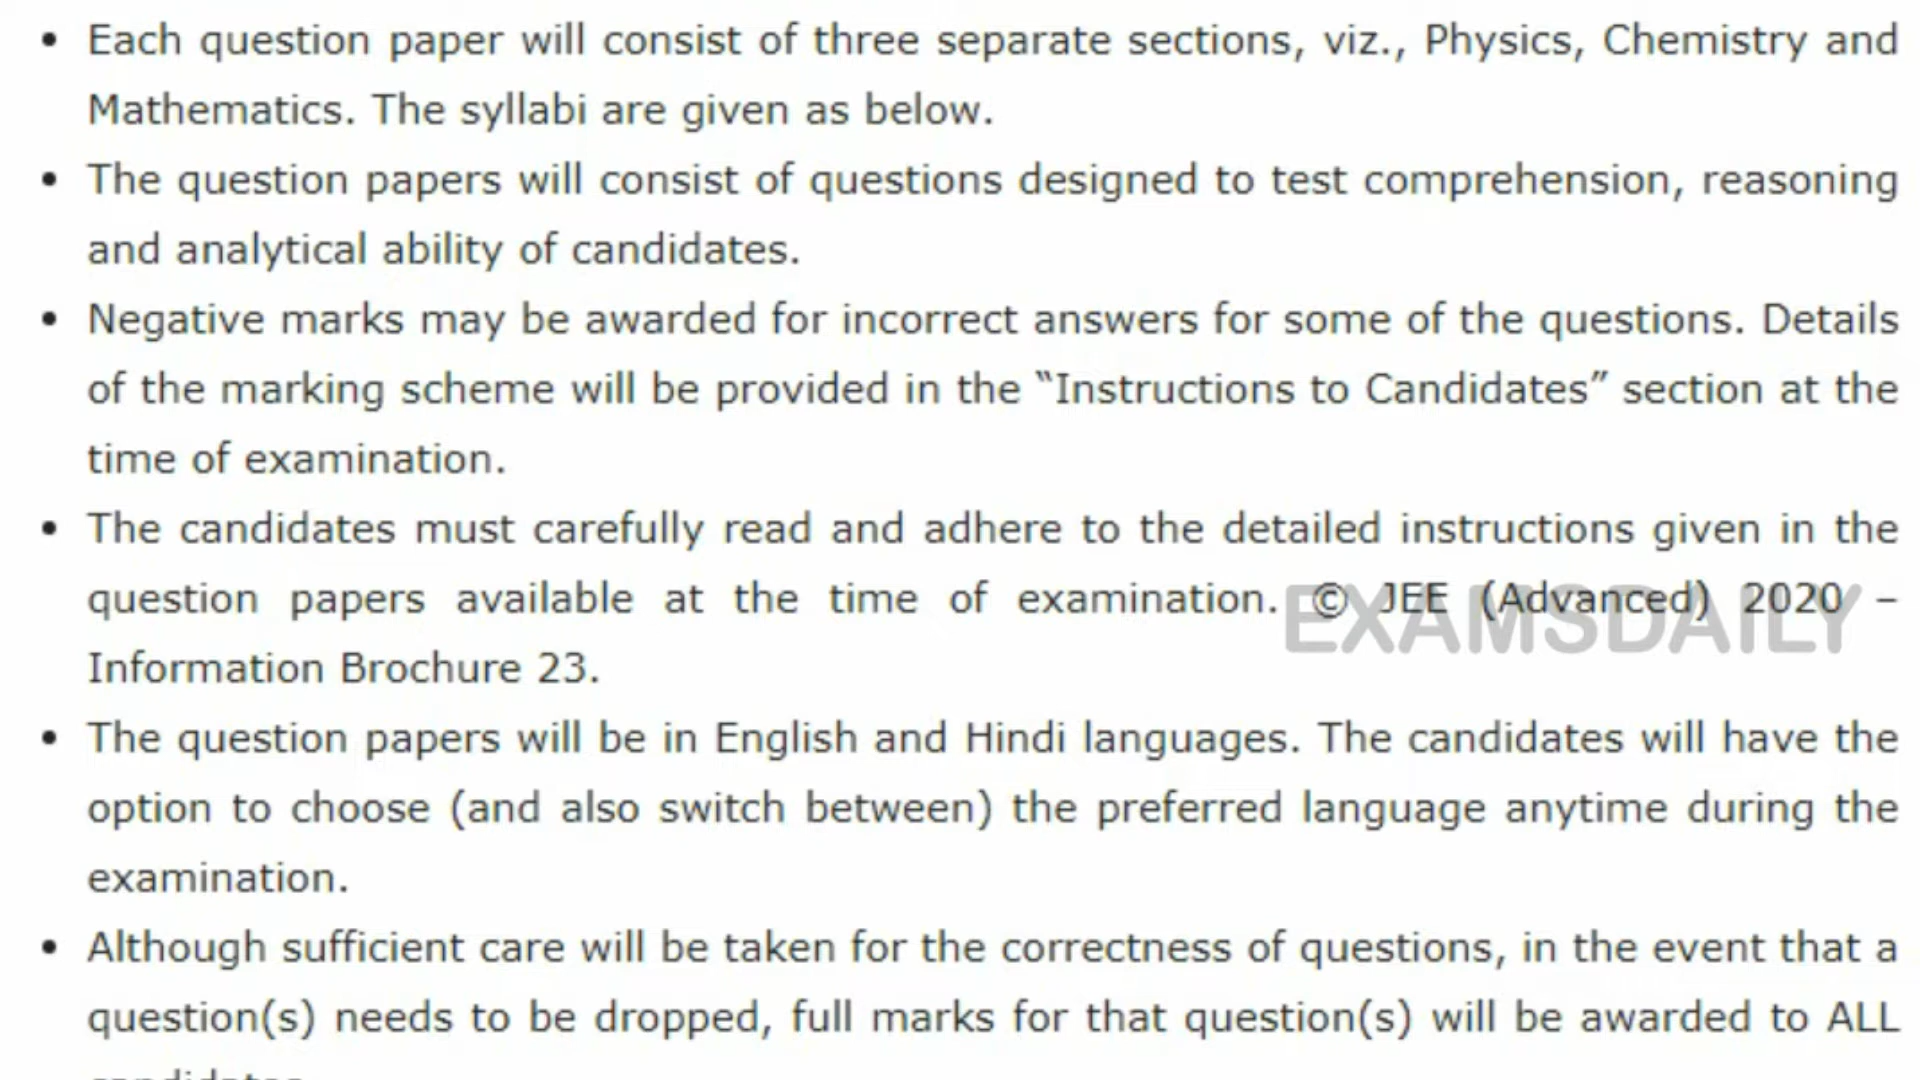 • Each question paper will consist of three separate sections, viz., Physics, Chemistry and
Mathematics. The syllabi are given as below.
• The question papers will consist of questions designed to test comprehension, reasoning
and analytical ability of candidates.
• Negative marks may be awarded for incorrect answers for some of the questions. Details
of the marking scheme will be provided in the “Instructions to Candidates” section at the
time of examination.
• The candidates must carefully read and adhere to the detailed instructions given in the
question papers available at the time of examination. © JEE (Advanced) 2020 –
EXAMSDAILY
Information Brochure 23.
• The question papers will be in English and Hindi languages. The candidates will have the
option to choose (and also switch between) the preferred language anytime during the
examination.
• Although sufficient care will be taken for the correctness of questions, in the event that a
question(s) needs to be dropped, full marks for that question(s) will be awarded to ALL